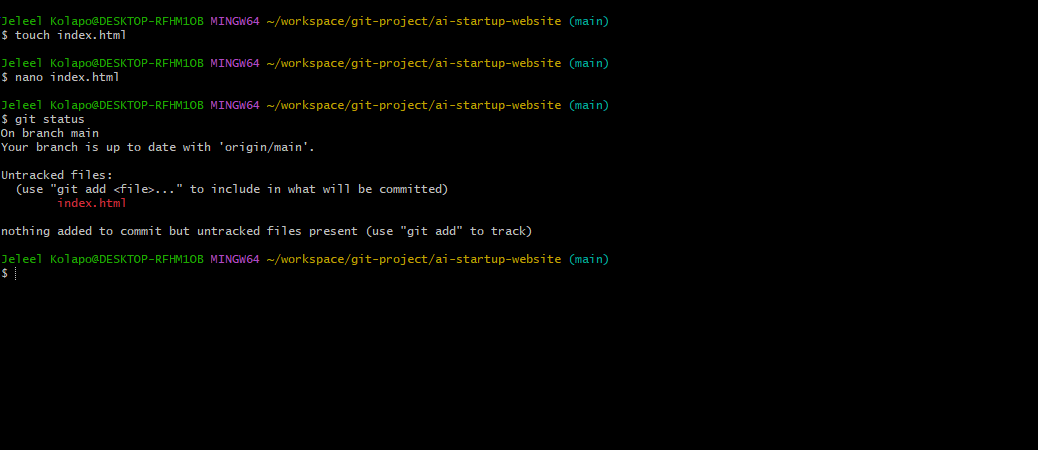 Jeleel Kolapo@DESKTOP-RFHM1OB MINGW64 ~/workspace/git-project/ai-startup-website (main)
$ touch index.html
Jeleel Kolapo@DESKTOP-RFHM1OB MINGW64 ~/workspace/git-project/ai-startup-website (main)
$ nano index.html
Jeleel Kolapo@DESKTOP-RFHM1OB MINGW64 ~/workspace/git-project/ai-startup-website (main)
$ git status
On branch main
Your branch is up to date with 'origin/main'.
Untracked files:
  (use "git add <file>..." to include in what will be committed)
        index.html
nothing added to commit but untracked files present (use "git add" to track)
Jeleel Kolapo@DESKTOP-RFHM1OB MINGW64 ~/workspace/git-project/ai-startup-website (main)
$